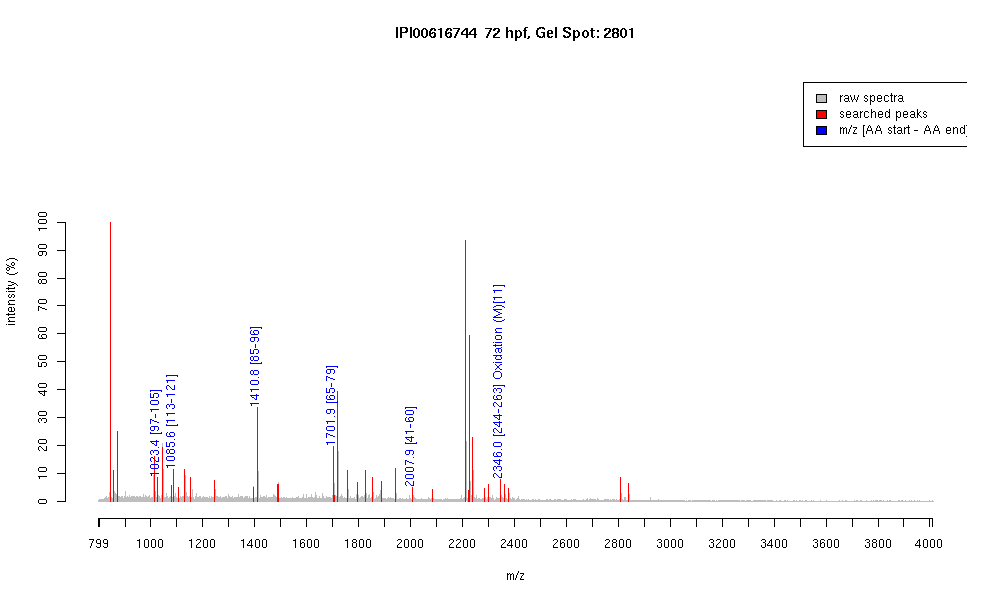 IPI00616744 72 hpf, Gel Spot: 2801
raw spectra
searched peaks
m/z [AA start - AA end]
intensity (%)
100
90
80
70
60
50
40
30
20
10
0
1023.4 [97-105]
1085.6 [113-121]
1410.8 [85-96]
1701.9 [65-79]
2007.9 [41-60]
2346.0 [244-263] Oxidation (M)[11]
799 1000 1200 1400 1600 1800 2000 2200 2400 2600 2800 3000 3200 3400 3600 3800 4000
m/z